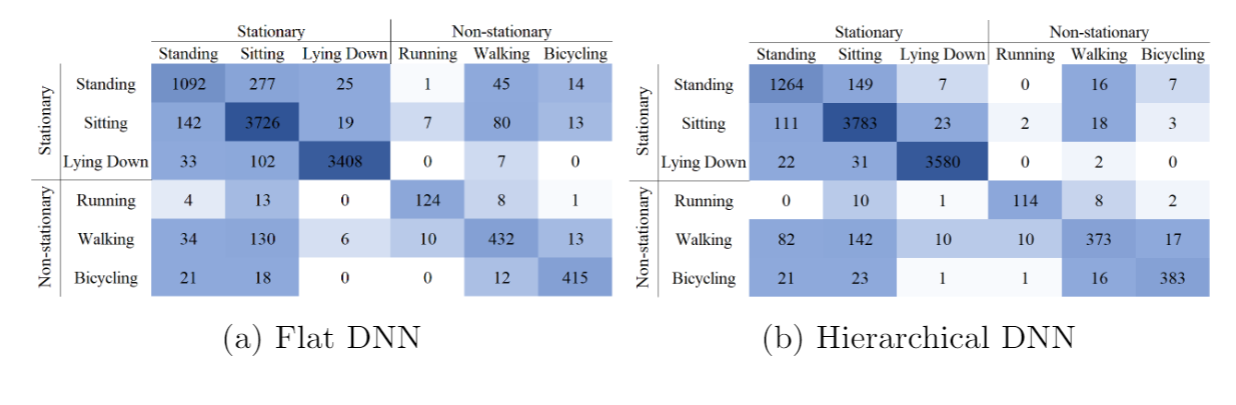 Stationary Non-stationary
Standing Sitting Lying Down Running Walking Bicycling
Stationary
Standing 1092 277 25 1 45 14
Sitting 142 3726 19 7 80 13
Lying Down 33 102 3408 0 7 0
Non-stationary
Running 4 13 0 124 8 1
Walking 34 130 6 10 432 13
Bicycling 21 18 0 0 12 415
(a) Flat DNN
Stationary Non-stationary
Standing Sitting Lying Down Running Walking Bicycling
Stationary
Standing 1264 149 7 0 16 7
Sitting 111 3783 23 2 18 3
Lying Down 22 31 3580 0 2 0
Non-stationary
Running 0 10 1 114 8 2
Walking 82 142 10 10 373 17
Bicycling 21 23 1 1 16 383
(b) Hierarchical DNN